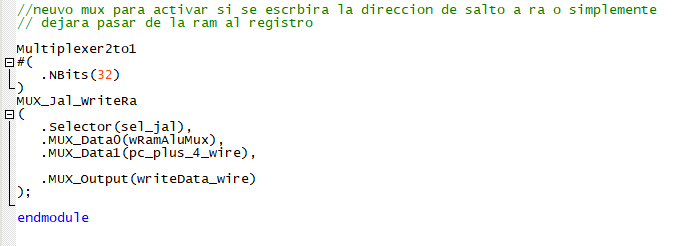 //neuvo mux para activar si se escrbira la direccion de salto a ra o simplemente
// dejara pasar de la ram al registro
Multiplexer2to1
#(
.NBits(32)
)
MUX_Jal_WriteRa
(
.Selector(sel_jal),
.MUX_Data0(wRamAluMux),
.MUX_Data1(pc_plus_4_wire),
.MUX_Output(writeData_wire)
);
endmodule